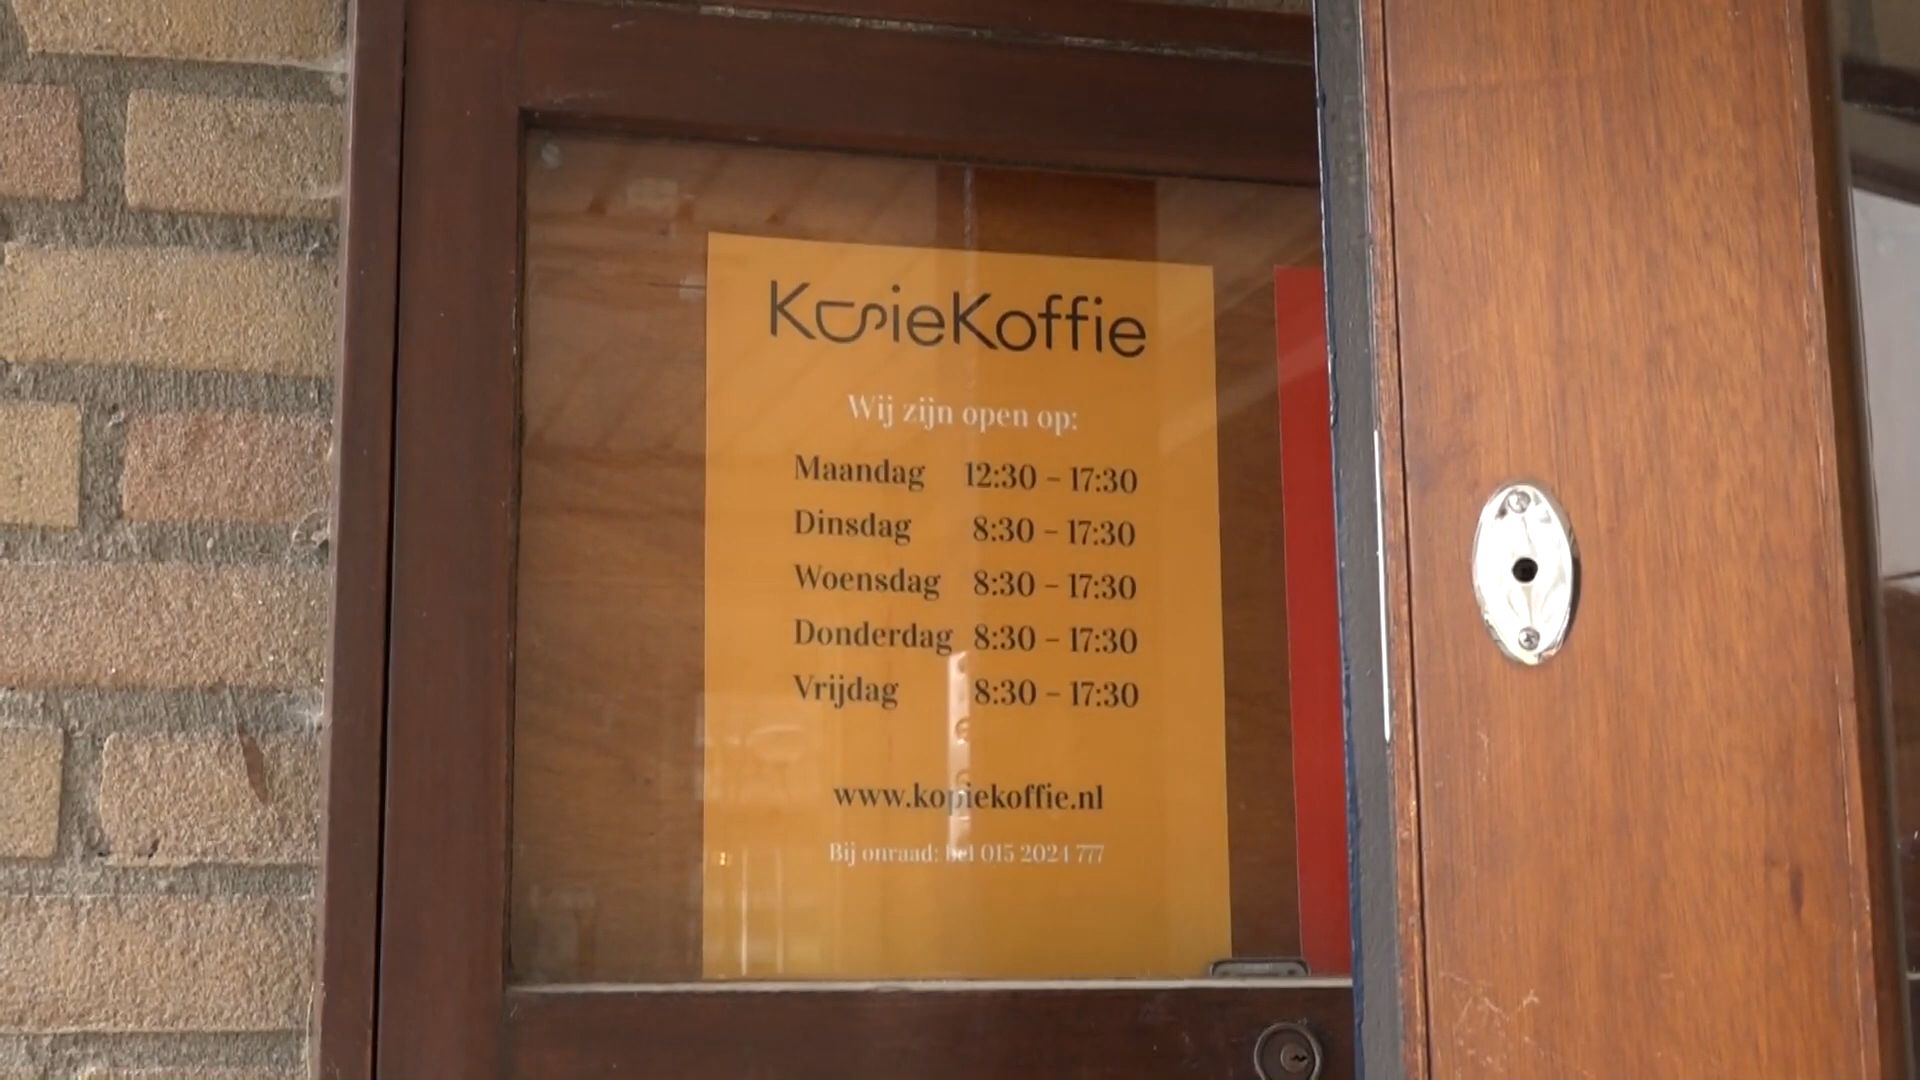 KopieKoffie
Wij zijn open op:
Maandag 12:30 – 17:30
Dinsdag 8:30 – 17:30
Woensdag 8:30 – 17:30
Donderdag 8:30 – 17:30
Vrijdag 8:30 – 17:30
www.kopiekoffie.nl
Bij onraad: bel 015 2024 777